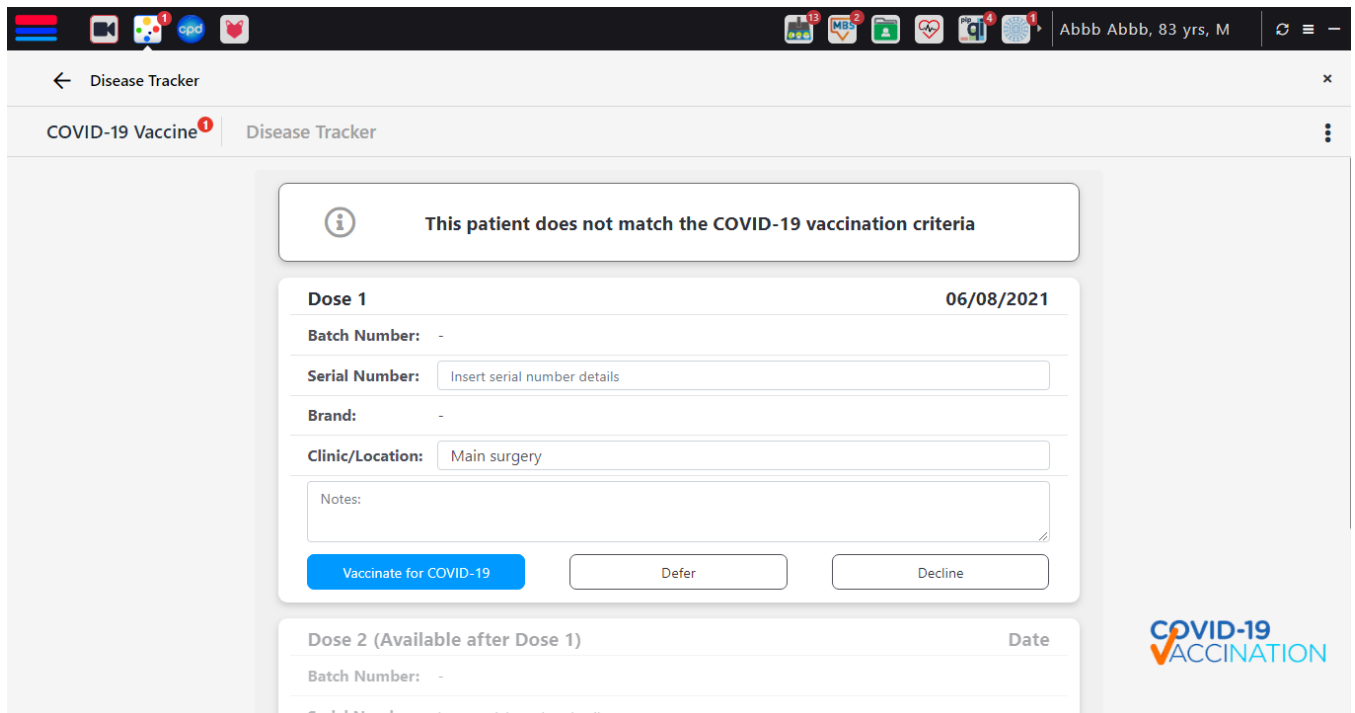 1
cpd
13
MBS
2
pip
q
4
1
Abbb Abbb, 83 yrs, M
Disease Tracker
COVID-19 Vaccine
1
Disease Tracker
This patient does not match the COVID-19 vaccination criteria
Dose 1 06/08/2021
Batch Number: -
Serial Number: Insert serial number details
Brand: -
Clinic/Location: Main surgery
Notes:
Vaccinate for COVID-19 Defer Decline
Dose 2 (Available after Dose 1) Date
Batch Number: -
COVID-19
VACCINATION